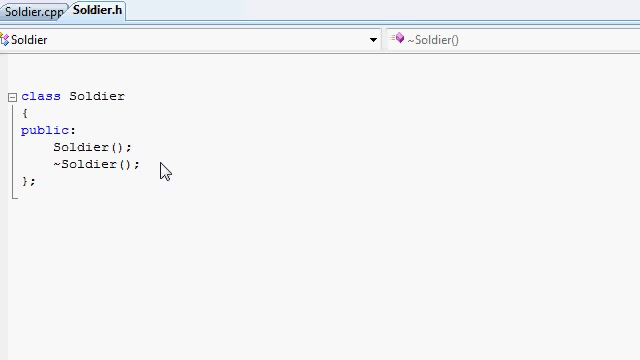 Soldier.cpp Soldier.h
Soldier ~Soldier()
class Soldier
{
public:
Soldier();
~Soldier();
};